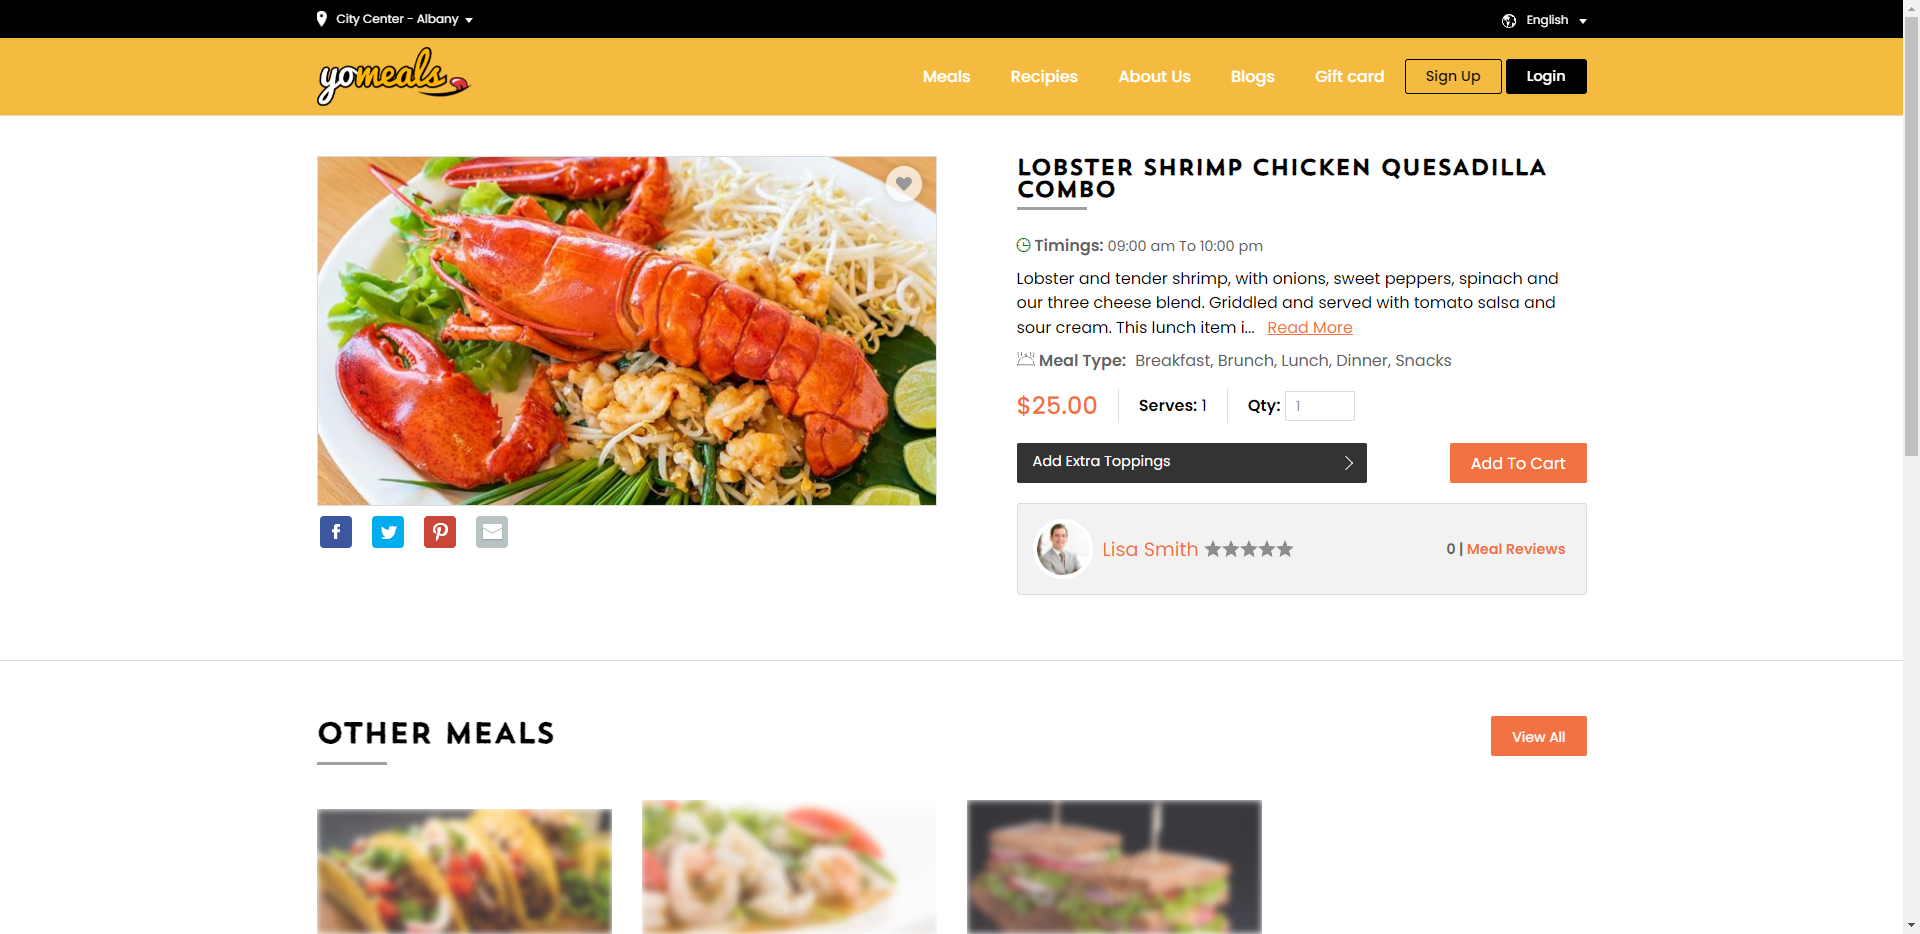 City Center - Albany
English
yomeals
Meals
Recipies
About Us
Blogs
Gift card
Sign Up
Login
LOBSTER SHRIMP CHICKEN QUESADILLA
COMBO
Timings: 09:00 am To 10:00 pm
Lobster and tender shrimp, with onions, sweet peppers, spinach and
our three cheese blend. Griddled and served with tomato salsa and
sour cream. This lunch item i... Read More
Meal Type: Breakfast, Brunch, Lunch, Dinner, Snacks
$25.00
Serves: 1
Qty: 1
Add Extra Toppings
Add To Cart
Lisa Smith
0 | Meal Reviews
OTHER MEALS
View All